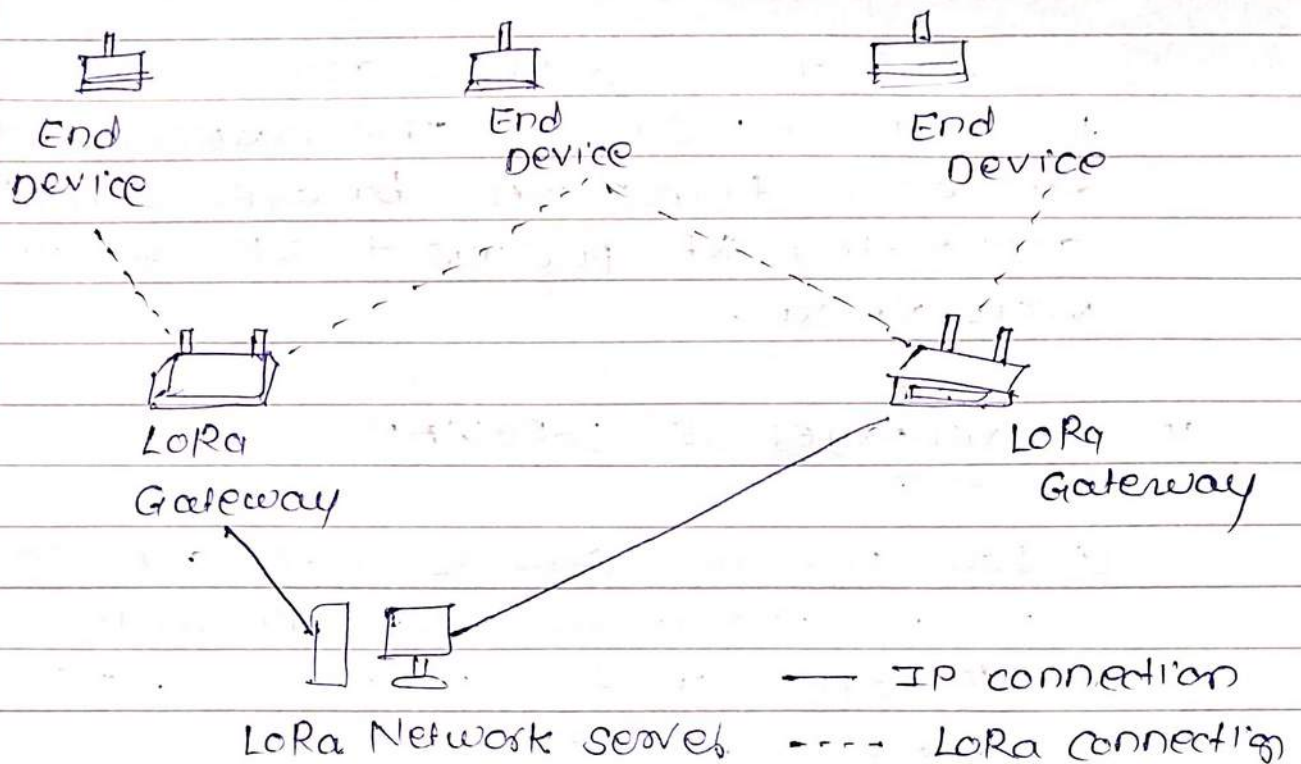 End
Device
End
Device
End
Device
LoRa
Gateway
LoRa
Gateway
IP connection
LoRa Network server
LoRa connection